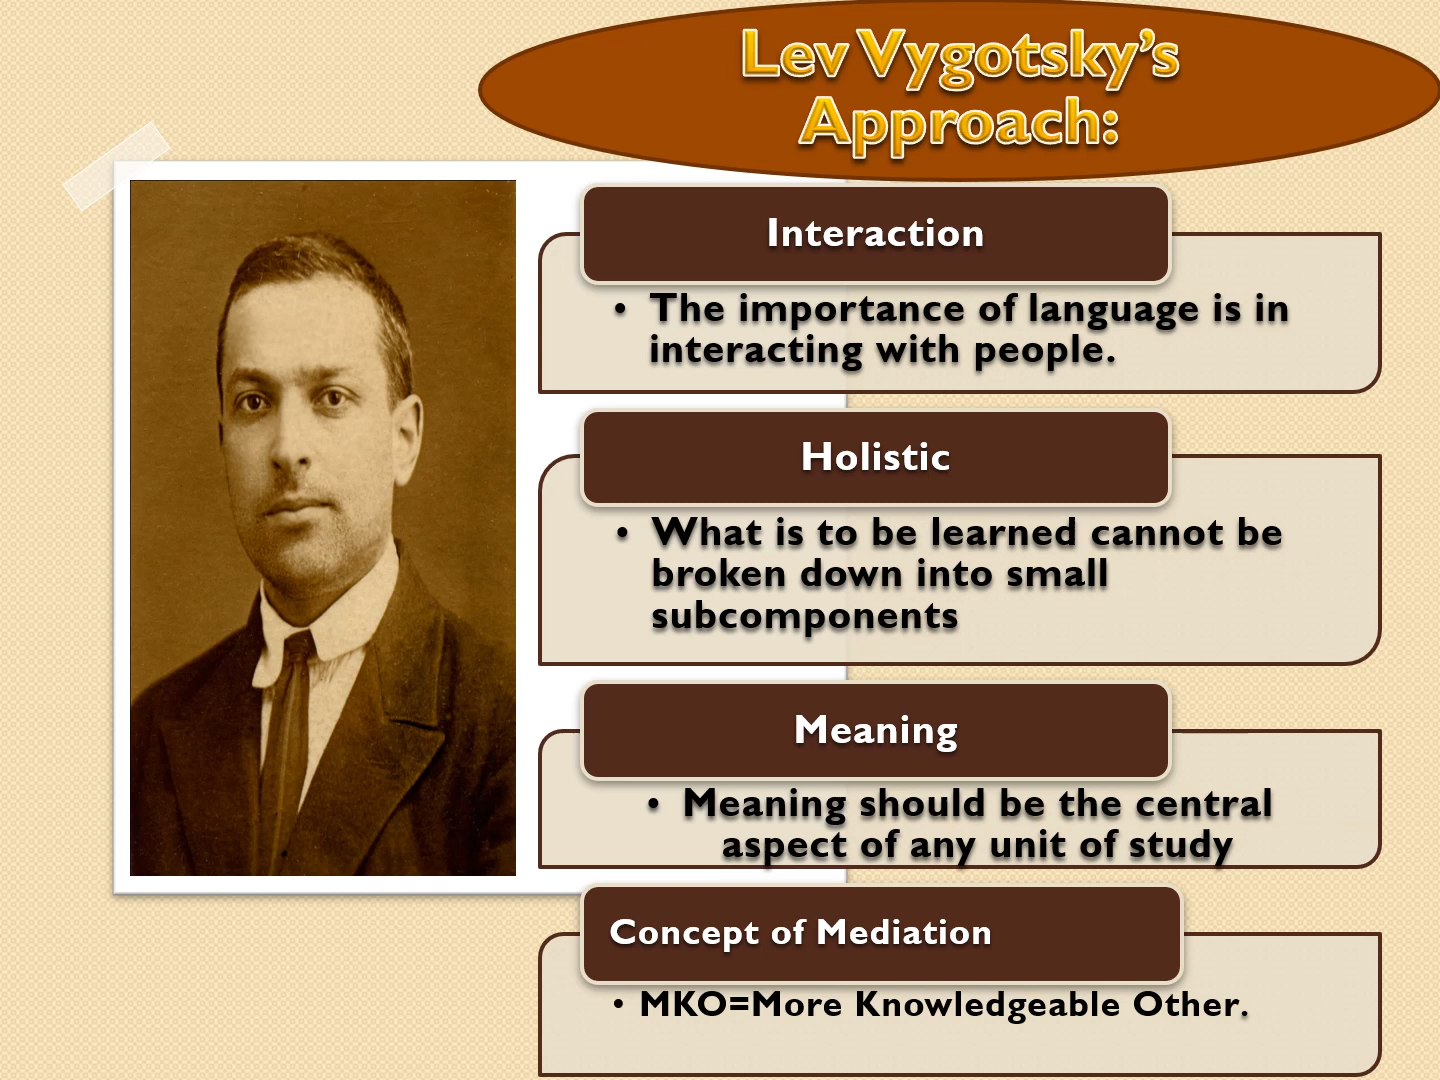 Lev Vygotsky’s
Approach:
Interaction
• The importance of language is in
interacting with people.
Holistic
• What is to be learned cannot be
broken down into small
subcomponents
Meaning
• Meaning should be the central
aspect of any unit of study
Concept of Mediation
• MKO=More Knowledgeable Other.